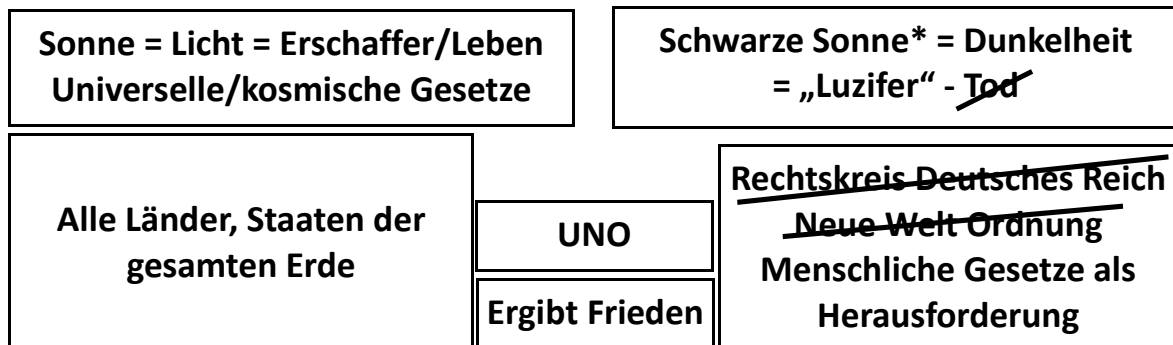 Sonne = Licht = Erschaffer/Leben
Universelle/kosmische Gesetze
Schwarze Sonne* = Dunkelheit
= „Luzifer“ - Tod
Alle Länder, Staaten der
gesamten Erde
UNO
Ergibt Frieden
Rechtskreis Deutsches Reich
Neue Welt Ordnung
Menschliche Gesetze als
Herausforderung